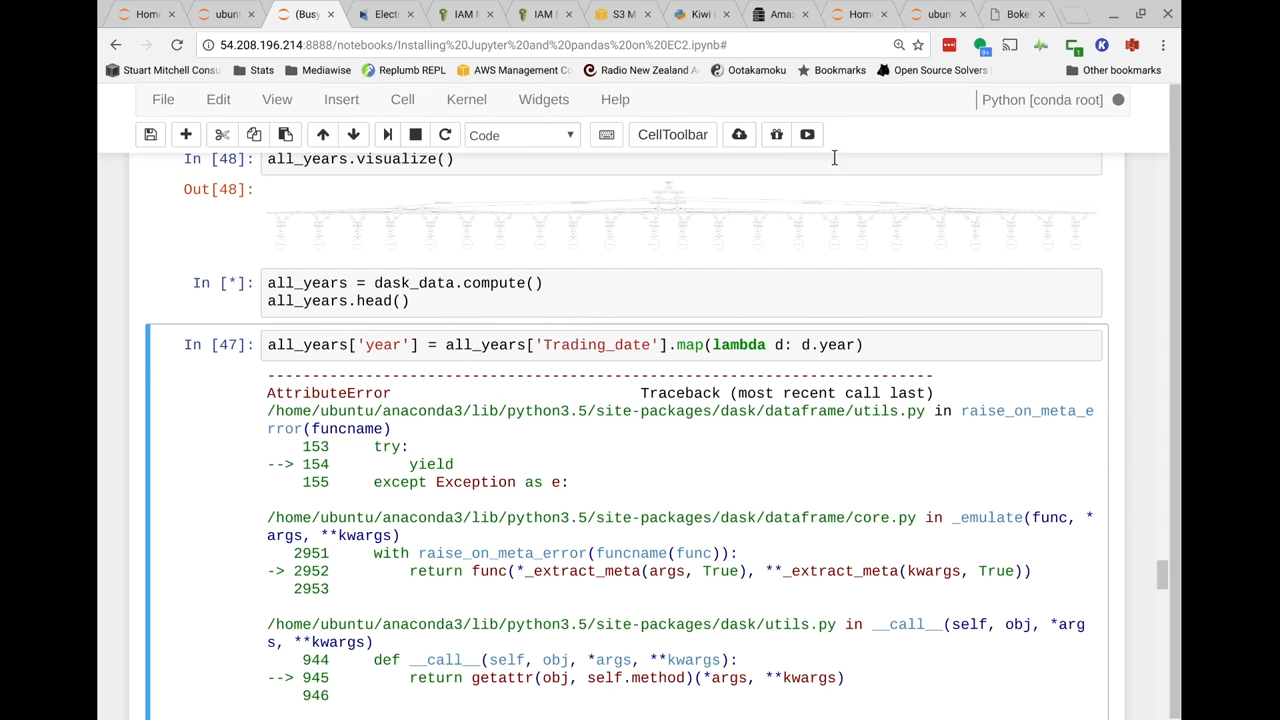 Home
ubun
(Busy
Elect
IAM
IAM
S3 M
Kiwi
Ama
Home
ubun
Boke
54.208.196.214:8888/notebooks/Installing%20Jupyter%20and%20pandas%20on%20EC2.ipynb#
9+
1
Stuart Mitchell Consu
Stats
Mediawise
Replumb REPL
AWS Management Co
Radio New Zealand
Ootakamoku
Bookmarks
Open Source Solvers
Other bookmarks
File Edit View Insert Cell Kernel Widgets Help
Python [conda root]
Code
CellToolbar
In [48]: all_years.visualize()
Out[48]:
In [*]: all_years = dask_data.compute()
all_years.head()
In [47]: all_years['year'] = all_years['Trading_date'].map(lambda d: d.year)
---------------------------------------------------------------------------
AttributeError Traceback (most recent call last)
/home/ubuntu/anaconda3/lib/python3.5/site-packages/dask/dataframe/utils.py in raise_on_meta_e
rror(funcname)
153 try:
--> 154 yield
155 except Exception as e:
/home/ubuntu/anaconda3/lib/python3.5/site-packages/dask/dataframe/core.py in _emulate(func, *
args, **kwargs)
2951 with raise_on_meta_error(funcname(func)):
-> 2952 return func(*_extract_meta(args, True), **_extract_meta(kwargs, True))
2953
/home/ubuntu/anaconda3/lib/python3.5/site-packages/dask/utils.py in __call__(self, obj, *arg
s, **kwargs)
944 def __call__(self, obj, *args, **kwargs):
--> 945 return getattr(obj, self.method)(*args, **kwargs)
946